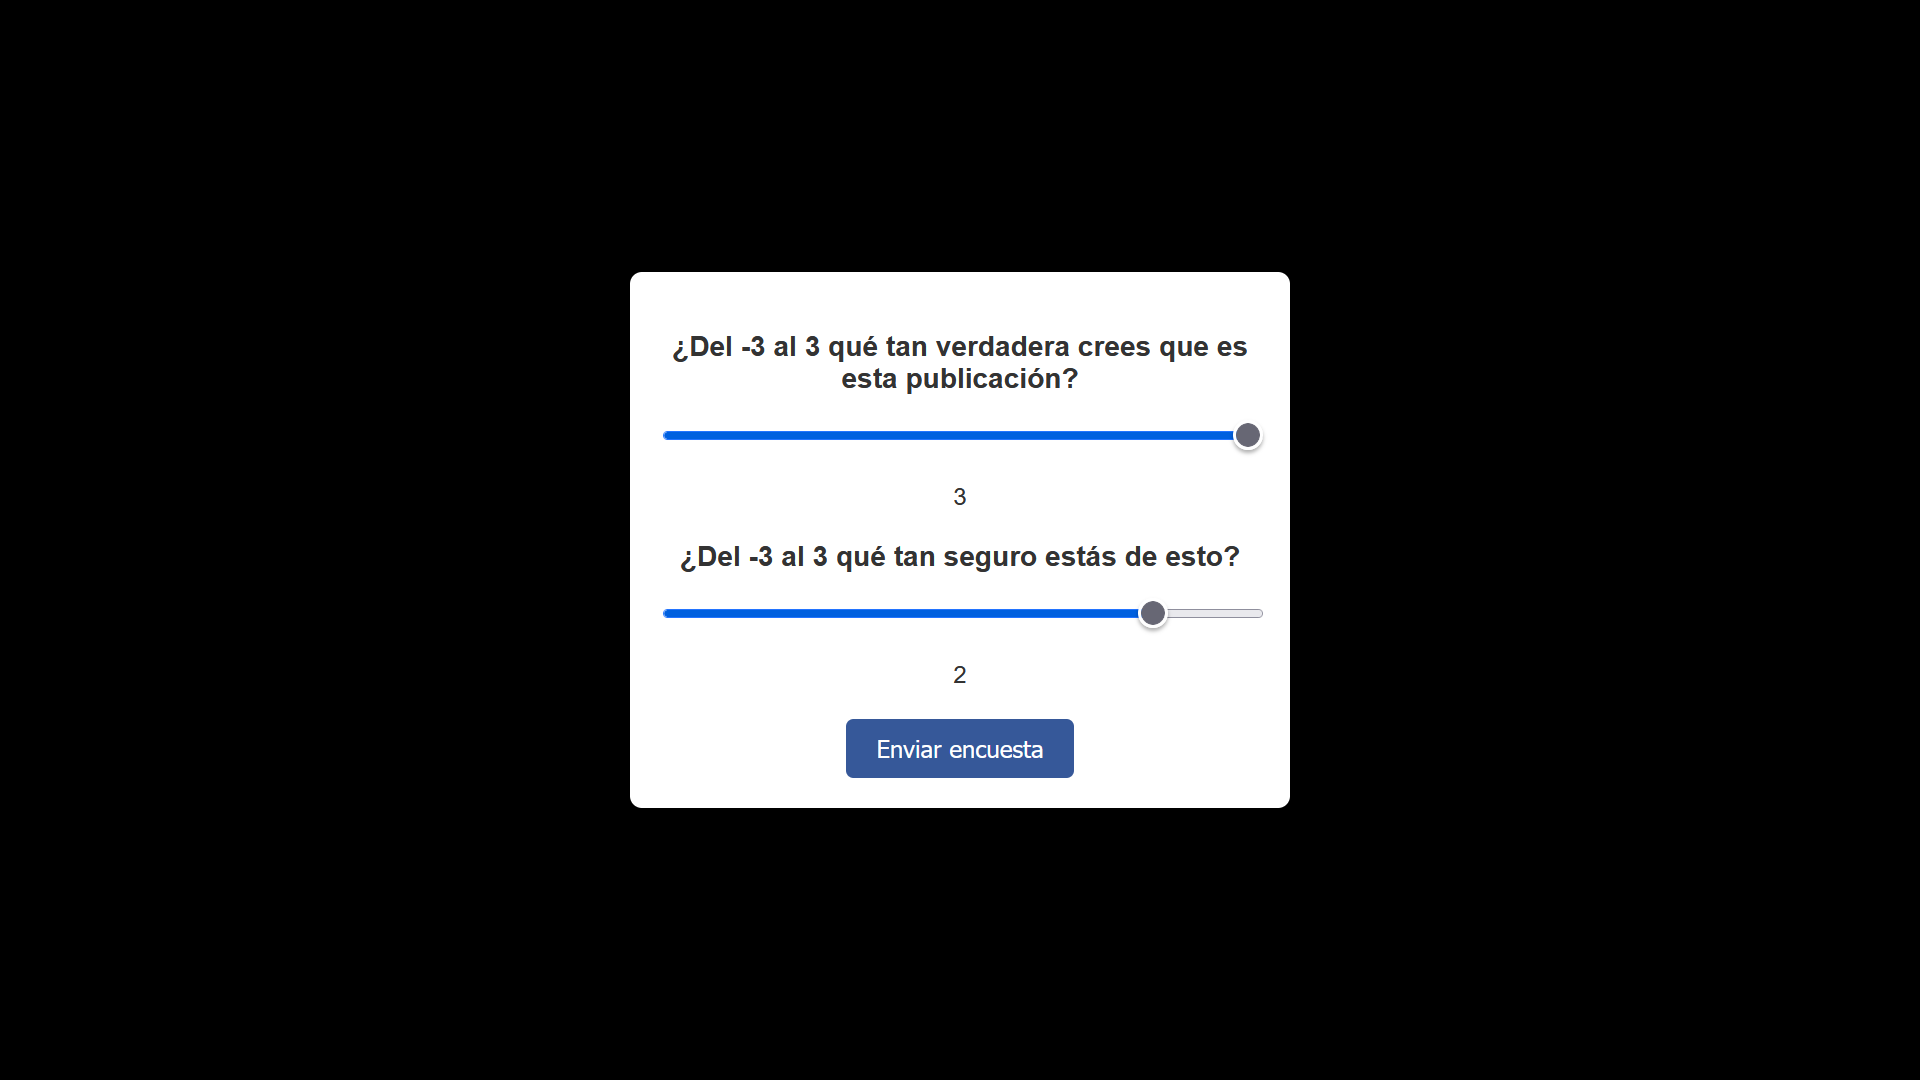 ¿Del -3 al 3 qué tan verdadera crees que es
esta publicación?
3
¿Del -3 al 3 qué tan seguro estás de esto?
2
Enviar encuesta